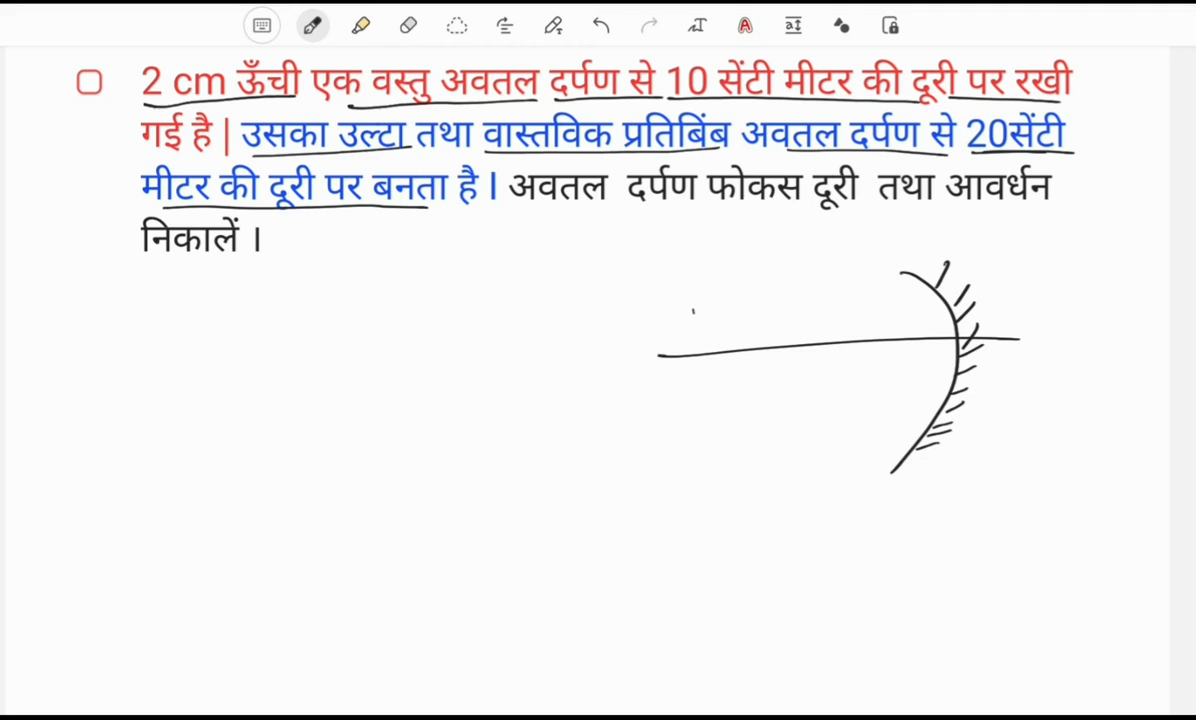 2 cm ऊँची एक वस्तु अवतल दर्पण से 10 सेंटी मीटर की दूरी पर रखी
गई है | उसका उल्टा तथा वास्तविक प्रतिबिंब अवतल दर्पण से 20सेंटी
मीटर की दूरी पर बनता है I अवतल दर्पण फोकस दूरी तथा आवर्धन
निकालें ।